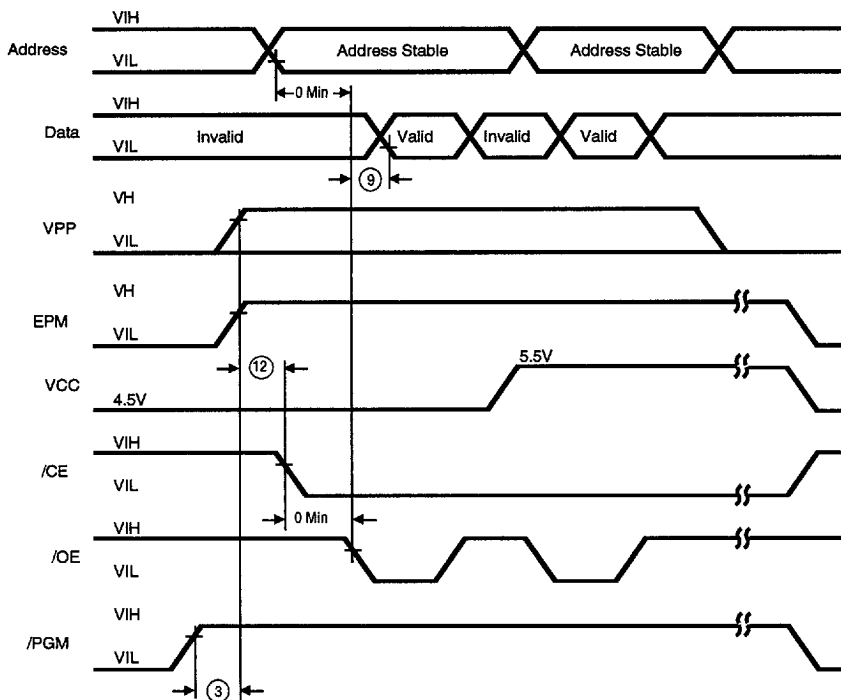 VIH
Address
VIL
Address Stable
Address Stable
0 Min
VIH
Data
VIL
Invalid
Valid
Invalid
Valid
9
VH
VPP
VIL
VH
EPM
VIL
12
VCC
4.5V
5.5V
VIH
/CE
VIL
0 Min
VIH
/OE
VIL
VIH
/PGM
VIL
3